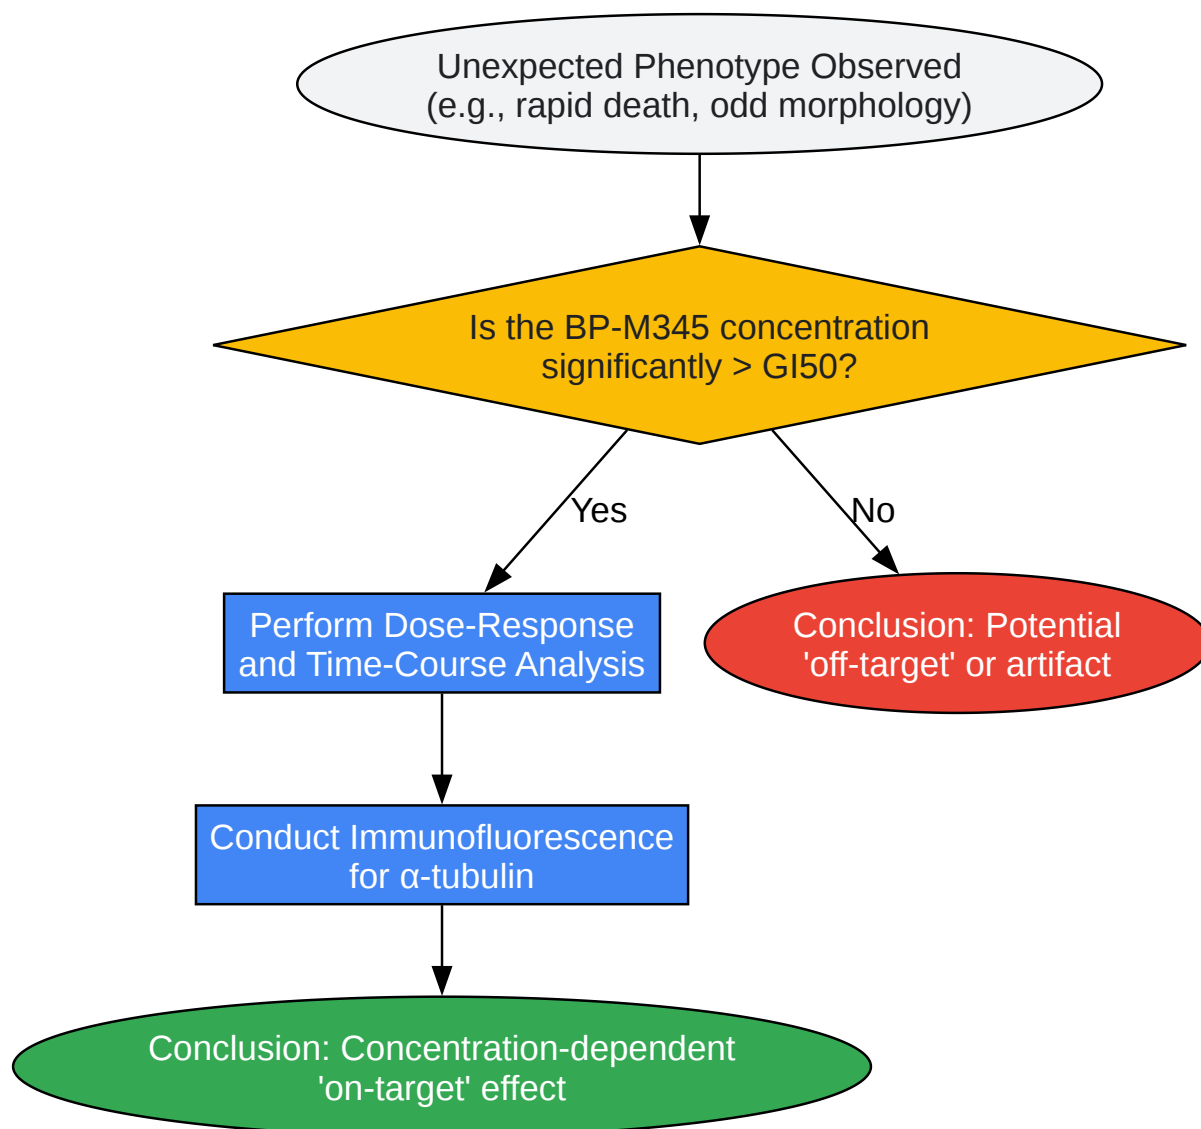 Unexpected Phenotype Observed
(e.g., rapid death, odd morphology)
Is the BP-M345 concentration
significantly > GI50?
Yes
No
Perform Dose-Response
and Time-Course Analysis
Conclusion: Potential
'off-target' or artifact
Conduct Immunofluorescence
for α-tubulin
Conclusion: Concentration-dependent
'on-target' effect